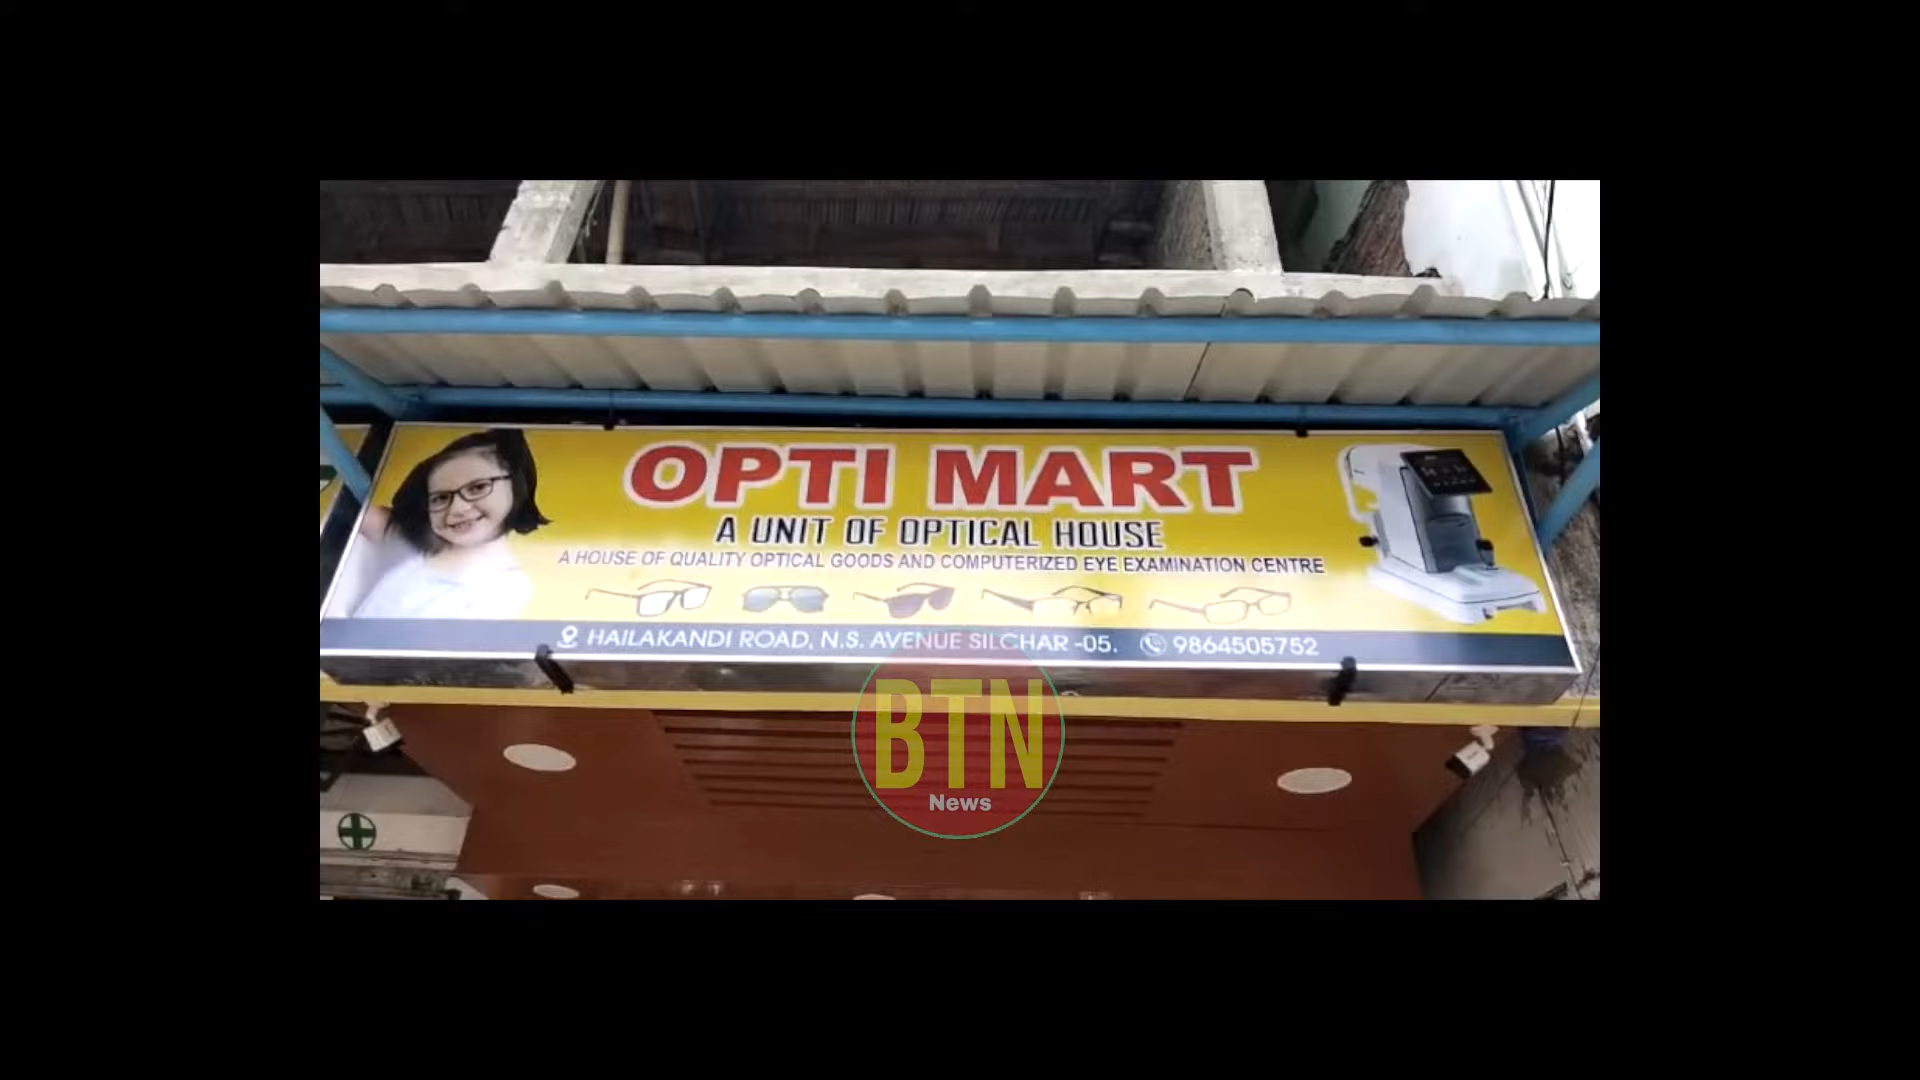 OPTI MART
A UNIT OF OPTICAL HOUSE
A HOUSE OF QUALITY OPTICAL GOODS AND COMPUTERIZED EYE EXAMINATION CENTRE
HAILAKANDI ROAD, N.S. AVENUE SILCHAR -05. 9864505752
BTN
News